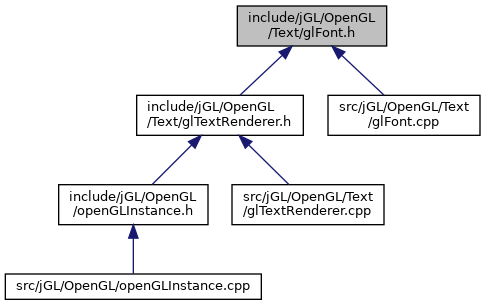 include/jGL/OpenGL
/Text/glFont.h
include/jGL/OpenGL
/Text/glTextRenderer.h
src/jGL/OpenGL/Text
/glFont.cpp
include/jGL/OpenGL
/openGLInstance.h
src/jGL/OpenGL/Text
/glTextRenderer.cpp
src/jGL/OpenGL/openGLInstance.cpp